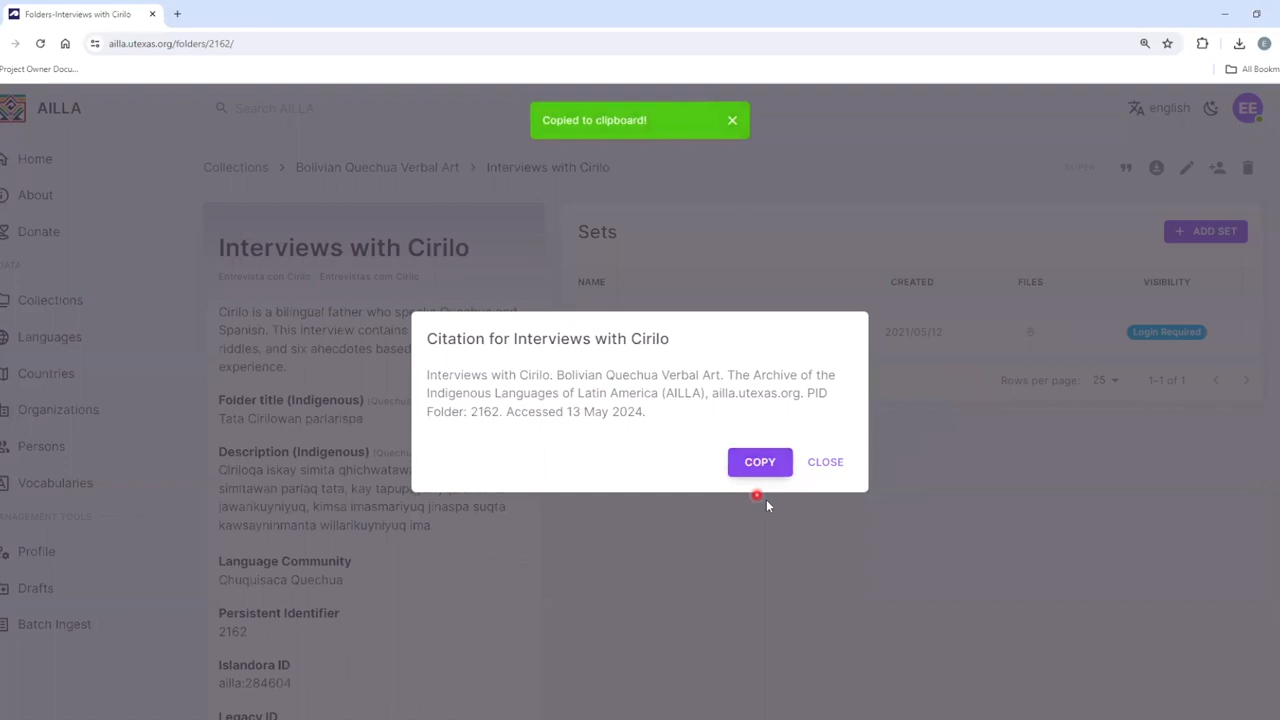 Folders-Interviews with Cirilo
ailla.utexas.org/folders/2162/
Project Owner Docu...
All Bookm
AILLA
Search AILLA
Copied to clipboard!
english
EE
Home
About
Donate
DATA
Collections
Languages
Countries
Organizations
Persons
Vocabularies
MANAGEMENT TOOLS
Profile
Drafts
Batch Ingest
Collections > Bolivian Quechua Verbal Art > Interviews with Cirilo
SUPER
Interviews with Cirilo
Entrevista con Cirilo Entrevistas com Cirilo
Cirilo is a bilingual father who speaks Quechua and
Spanish. This interview contains
riddles, and six anecdotes based
experience.
Folder title (Indigenous) (Quechu
Tata Cirilowan parlarispa
Description (Indigenous) (Quechu
Ciriloqa iskay simita qhichwatawa
simitawan parlaq tata, kay
jawarikuyniyuq, kimsa imasmariyuq jinaspa suqta
kawsayninmanta willarikuyniyuq ima.
Language Community
Chuquisaca Quechua
Persistent Identifier
2162
Islandora ID
ailla:284604
Legacy ID
Sets
ADD SET
NAME CREATED FILES VISIBILITY
2021/05/12 Login Required
Rows per page: 25 1–1 of 1
Citation for Interviews with Cirilo
Interviews with Cirilo. Bolivian Quechua Verbal Art. The Archive of the
Indigenous Languages of Latin America (AILLA), ailla.utexas.org. PID
Folder: 2162. Accessed 13 May 2024.
COPY CLOSE